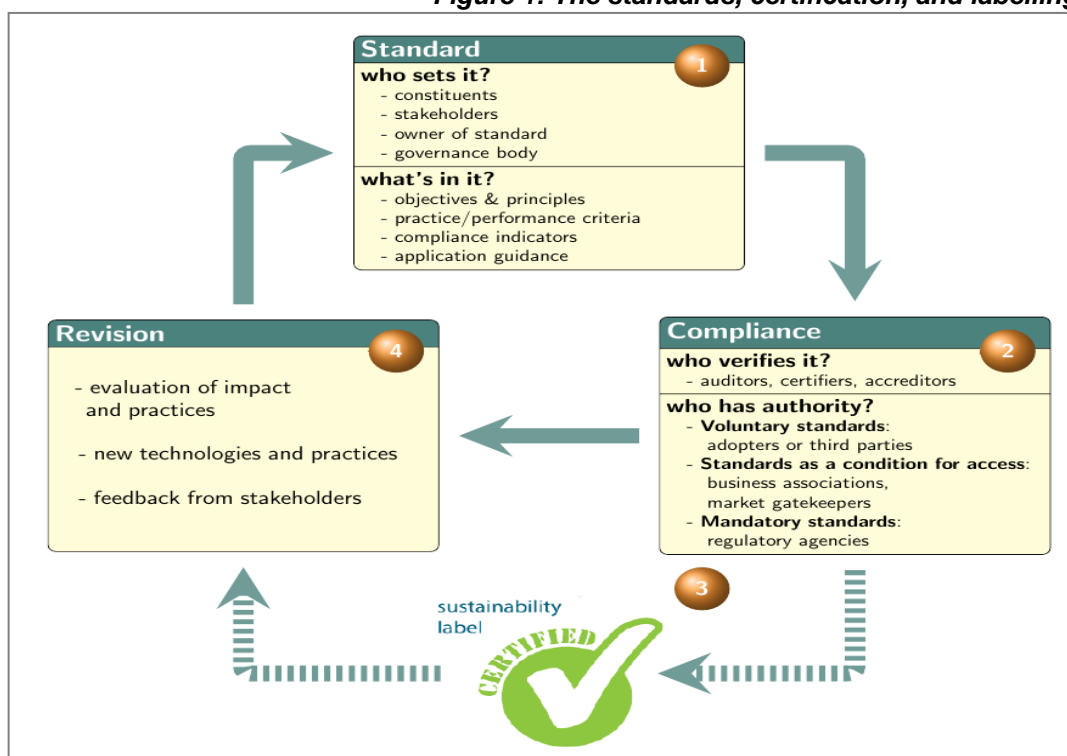 Figure 1: The standards, certification, and labelling
Standard
1
who sets it?
- constituents
- stakeholders
- owner of standard
- governance body
what's in it?
- objectives & principles
- practice/performance criteria
- compliance indicators
- application guidance
Compliance
2
who verifies it?
- auditors, certifiers, accreditors
who has authority?
- Voluntary standards:
adopters or third parties
- Standards as a condition for access:
business associations,
market gatekeepers
- Mandatory standards:
regulatory agencies
3
sustainability
label
CERTIFIED
Revision
4
- evaluation of impact
and practices
- new technologies and practices
- feedback from stakeholders